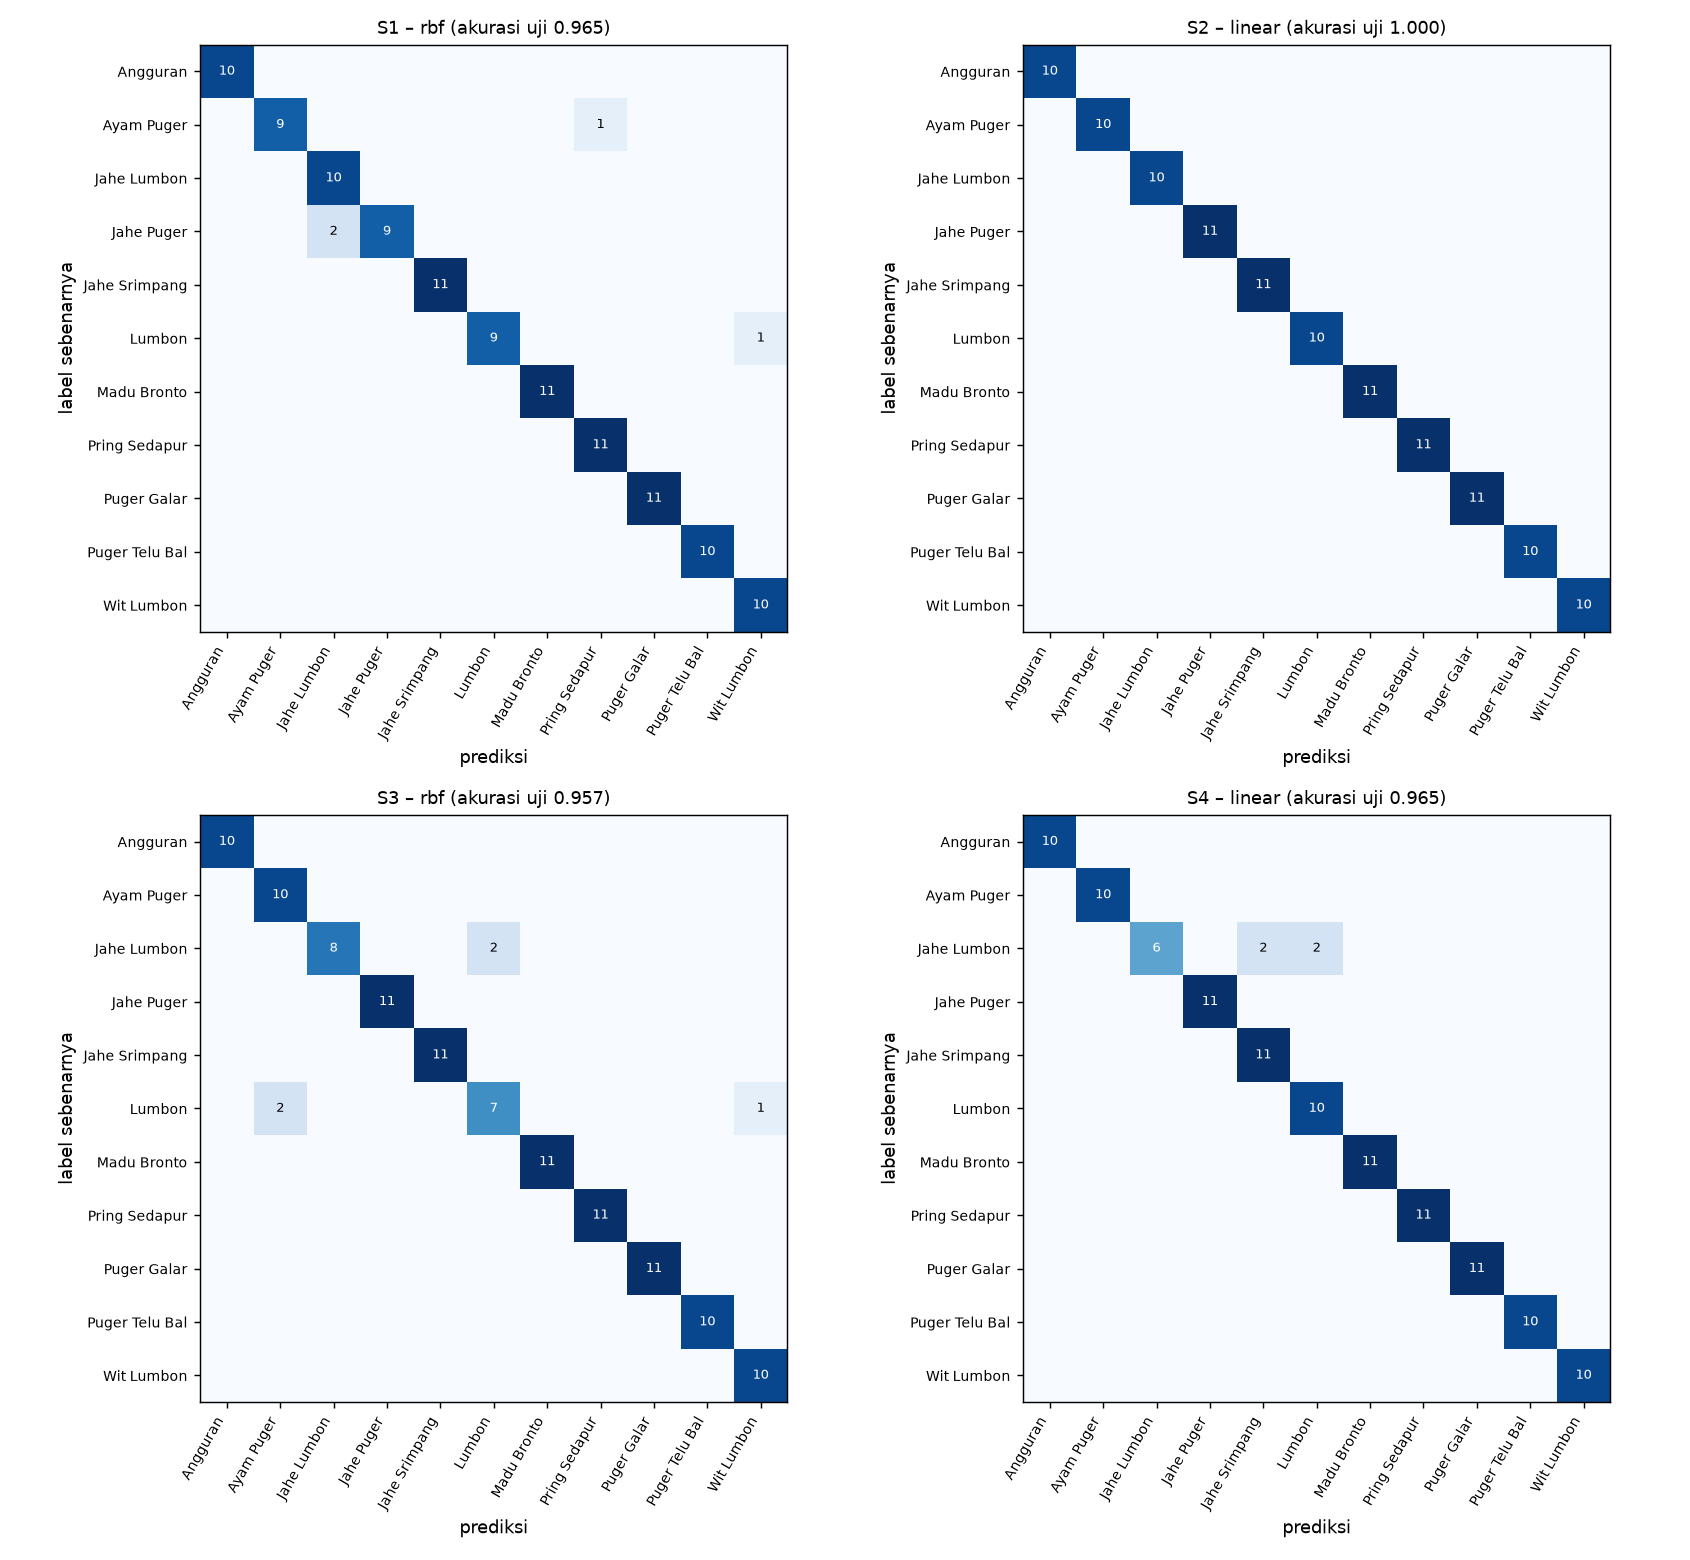 S1 – rbf (akurasi uji 0.965)
label sebenarnya
Angguran 10
Ayam Puger 9 1
Jahe Lumbon 10
Jahe Puger 2 9
Jahe Srimpang 11
Lumbon 9 1
Madu Bronto 11
Pring Sedapur 11
Puger Galar 11
Puger Telu Bal 10
Wit Lumbon 10
Angguran Ayam Puger Jahe Lumbon Jahe Puger Jahe Srimpang Lumbon Madu Bronto Pring Sedapur Puger Galar Puger Telu Bal Wit Lumbon
prediksi
S2 – linear (akurasi uji 1.000)
label sebenarnya
Angguran 10
Ayam Puger 10
Jahe Lumbon 10
Jahe Puger 11
Jahe Srimpang 11
Lumbon 10
Madu Bronto 11
Pring Sedapur 11
Puger Galar 11
Puger Telu Bal 10
Wit Lumbon 10
Angguran Ayam Puger Jahe Lumbon Jahe Puger Jahe Srimpang Lumbon Madu Bronto Pring Sedapur Puger Galar Puger Telu Bal Wit Lumbon
prediksi
S3 – rbf (akurasi uji 0.957)
label sebenarnya
Angguran 10
Ayam Puger 10
Jahe Lumbon 8 2
Jahe Puger 11
Jahe Srimpang 11
Lumbon 2 7 1
Madu Bronto 11
Pring Sedapur 11
Puger Galar 11
Puger Telu Bal 10
Wit Lumbon 10
Angguran Ayam Puger Jahe Lumbon Jahe Puger Jahe Srimpang Lumbon Madu Bronto Pring Sedapur Puger Galar Puger Telu Bal Wit Lumbon
prediksi
S4 – linear (akurasi uji 0.965)
label sebenarnya
Angguran 10
Ayam Puger 10
Jahe Lumbon 6 2 2
Jahe Puger 11
Jahe Srimpang 11
Lumbon 10
Madu Bronto 11
Pring Sedapur 11
Puger Galar 11
Puger Telu Bal 10
Wit Lumbon 10
Angguran Ayam Puger Jahe Lumbon Jahe Puger Jahe Srimpang Lumbon Madu Bronto Pring Sedapur Puger Galar Puger Telu Bal Wit Lumbon
prediksi